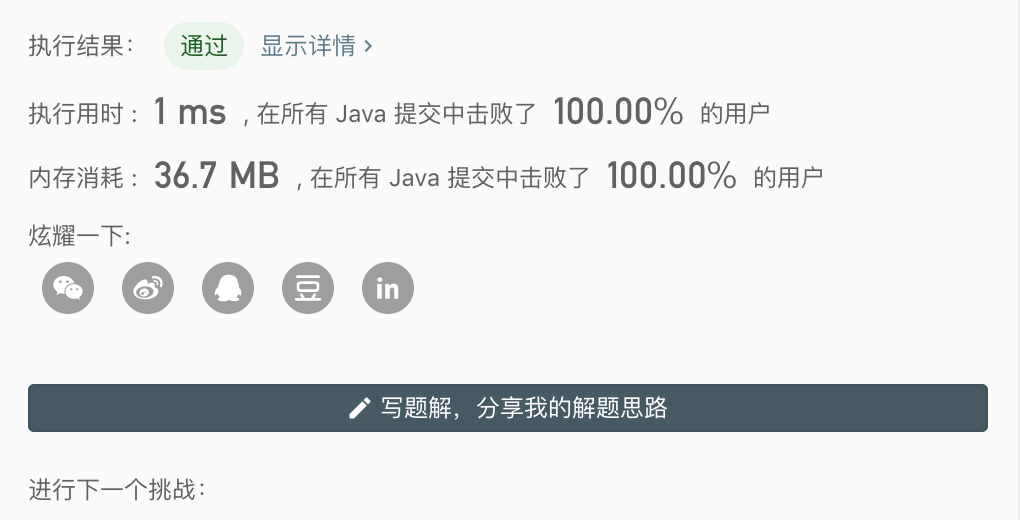 执行结果： 通过 显示详情 >
执行用时 : 1 ms , 在所有 Java 提交中击败了 100.00% 的用户
内存消耗 : 36.7 MB , 在所有 Java 提交中击败了 100.00% 的用户
炫耀一下:
豆 in
写题解，分享我的解题思路
进行下一个挑战：